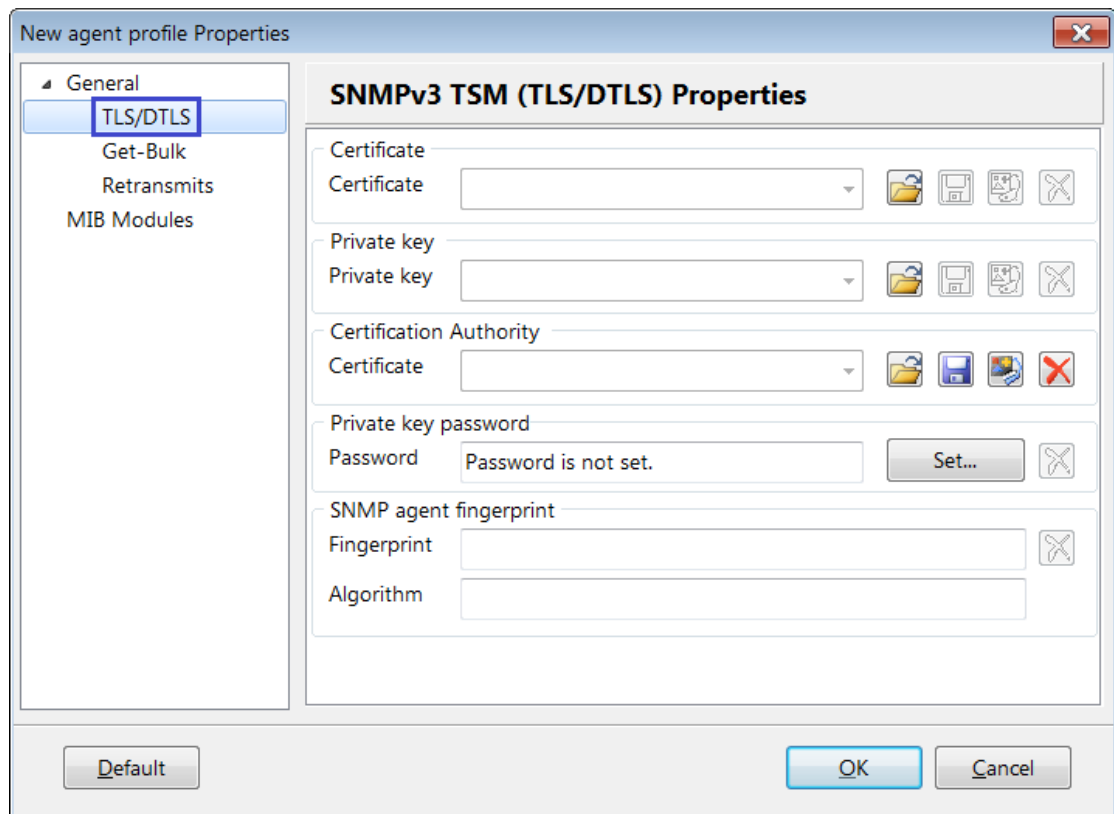 New agent profile Properties
General
TLS/DTLS
Get-Bulk
Retransmits
MIB Modules
SNMPv3 TSM (TLS/DTLS) Properties
Certificate
Certificate
Private key
Private key
Certification Authority
Certificate
Private key password
Password Password is not set. Set...
SNMP agent fingerprint
Fingerprint
Algorithm
Default OK Cancel